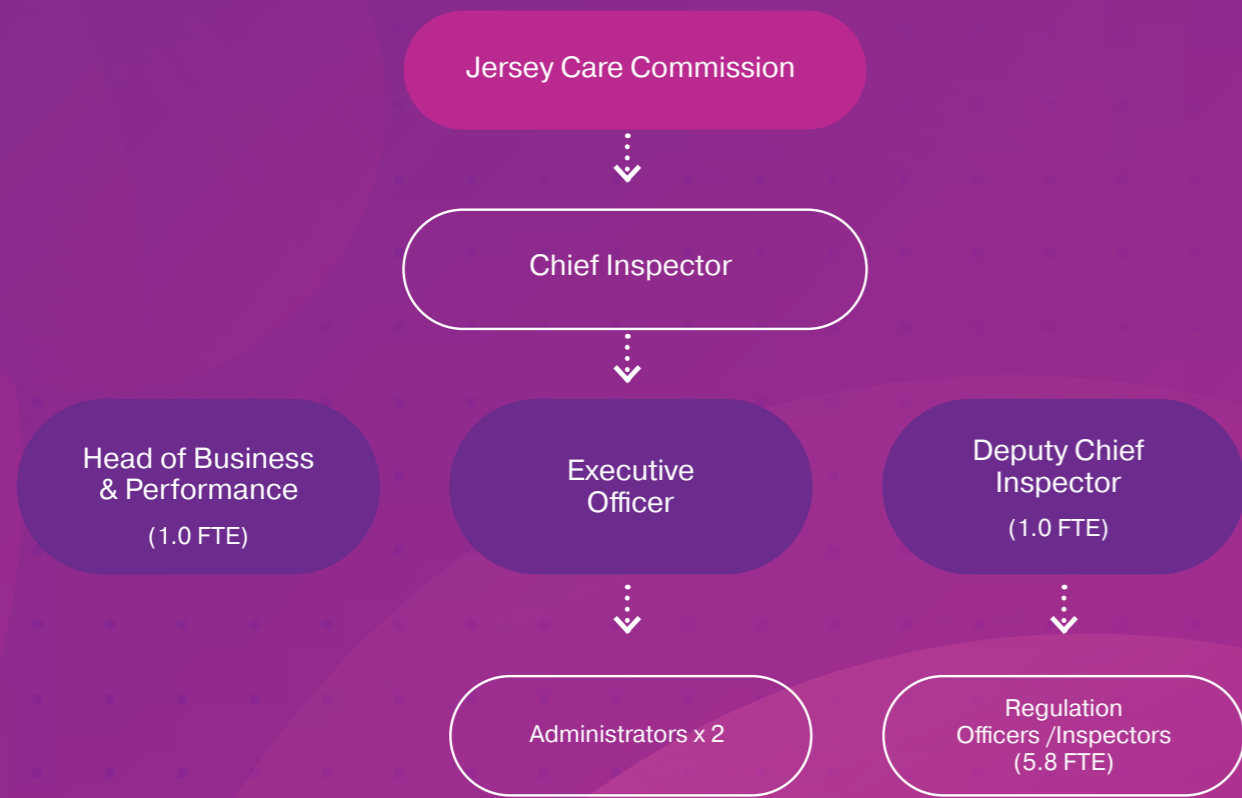 Jersey Care Commission
Chief Inspector
Head of Business
& Performance
(1.0 FTE)
Executive
Officer
Deputy Chief
Inspector
(1.0 FTE)
Administrators x 2
Regulation
Officers /Inspectors
(5.8 FTE)